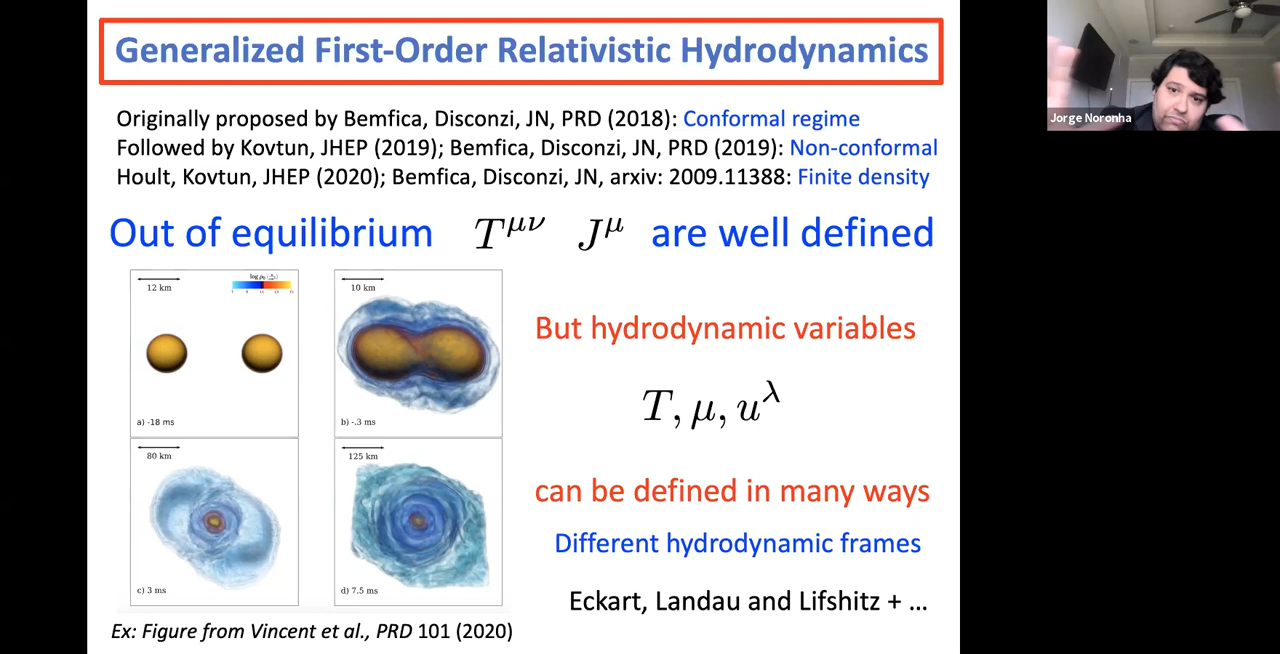 Generalized First-Order Relativistic Hydrodynamics
Originally proposed by Bemfica, Disconzi, JN, PRD (2018): Conformal regime
Followed by Kovtun, JHEP (2019); Bemfica, Disconzi, JN, PRD (2019): Non-conformal
Hoult, Kovtun, JHEP (2020); Bemfica, Disconzi, JN, arxiv: 2009.11388: Finite density
Out of equilibrium T^{μν} J^μ are well defined
12 km
a) -18 ms
10 km
b) -.3 ms
80 km
c) 3 ms
125 km
d) 7.5 ms
Ex: Figure from Vincent et al., PRD 101 (2020)
But hydrodynamic variables
T, μ, u^λ
can be defined in many ways
Different hydrodynamic frames
Eckart, Landau and Lifshitz + ...
Jorge Noronha